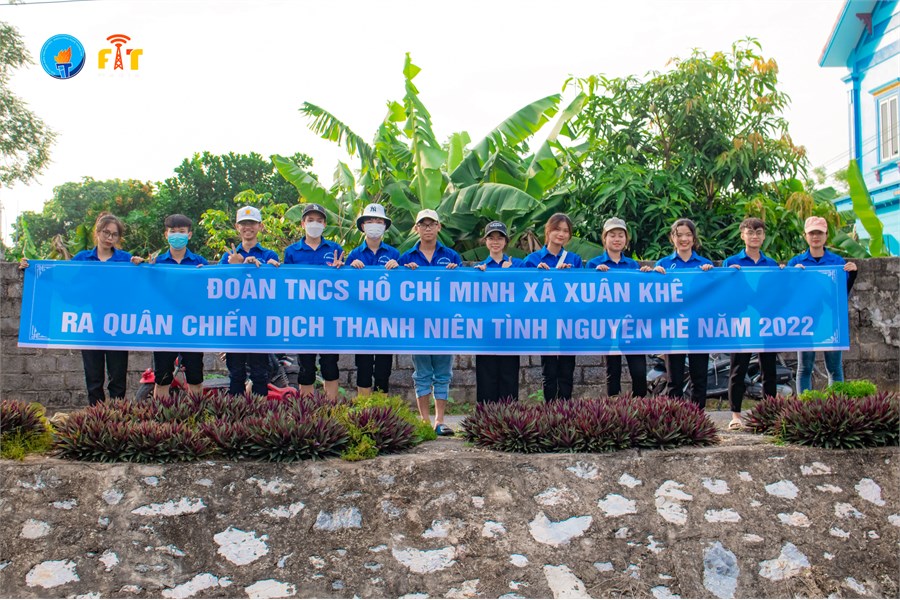 FIT
ĐOÀN TNCS HỒ CHÍ MINH XÃ XUÂN KHÊ
RA QUÂN CHIẾN DỊCH THANH NIÊN TÌNH NGUYỆN HÈ NĂM 2022